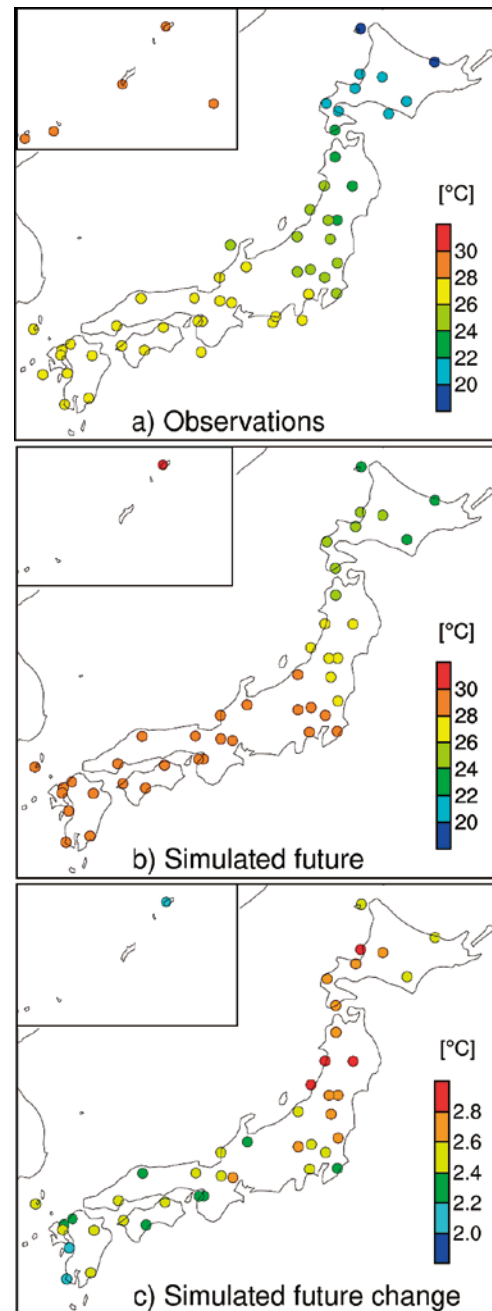 [°C]
30
28
26
24
22
20
a) Observations
[°C]
30
28
26
24
22
20
b) Simulated future
[°C]
2.8
2.6
2.4
2.2
2.0
c) Simulated future change